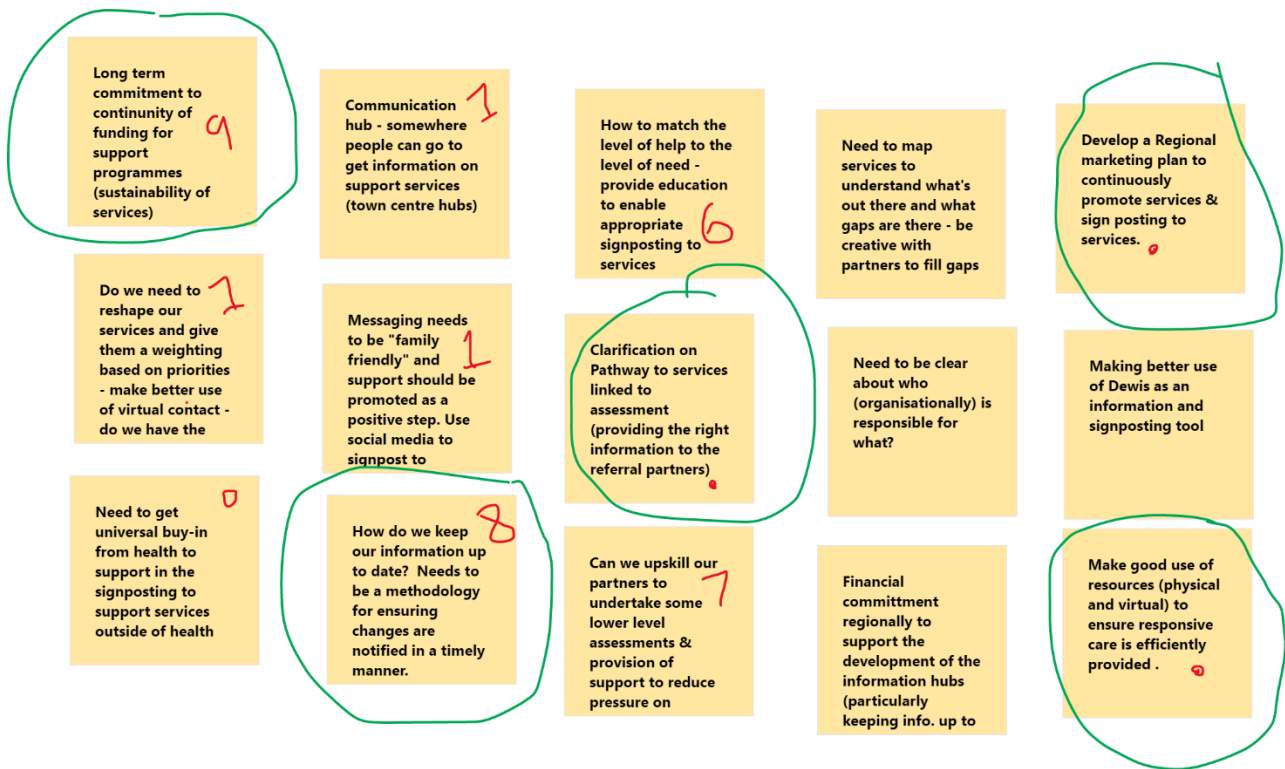 Long term
commitment to
continunity of
funding for
support
programmes
(sustainability of
services)
9
Communication
hub - somewhere
people can go to
get information on
support services
(town centre hubs)
1
How to match the
level of help to the
level of need -
provide education
to enable
appropriate
signposting to
services
6
Need to map
services to
understand what's
out there and what
gaps are there - be
creative with
partners to fill gaps
Develop a Regional
marketing plan to
continuously
promote services &
sign posting to
services.
Do we need to
reshape our
services and give
them a weighting
based on priorities
- make better use
of virtual contact -
do we have the
1
Messaging needs
to be "family
friendly" and
support should be
promoted as a
positive step. Use
social media to
signpost to
1
Clarification on
Pathway to services
linked to
assessment
(providing the right
information to the
referral partners)
Need to be clear
about who
(organisationally) is
responsible for
what?
Making better use
of Dewis as an
information and
signposting tool
Need to get
universal buy-in
from health to
support in the
signposting to
support services
outside of health
0
How do we keep
our information up
to date? Needs to
be a methodology
for ensuring
changes are
notified in a timely
manner.
8
Can we upskill our
partners to
undertake some
lower level
assessments &
provision of
support to reduce
pressure on
Financial
committment
regionally to
support the
development of the
information hubs
(particularly
keeping info. up to
Make good use of
resources (physical
and virtual) to
ensure responsive
care is efficiently
provided .